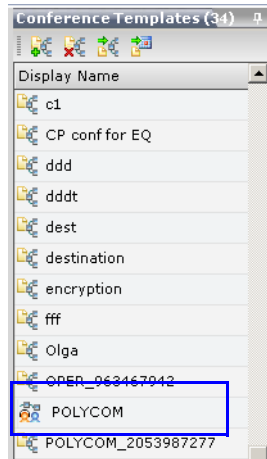 Conference Templates (34)
Display Name
c1
CP conf for EQ
ddd
dddt
dest
destination
encryption
fff
Olga
OPER_963467942
POLYCOM
POLYCOM_2053987277